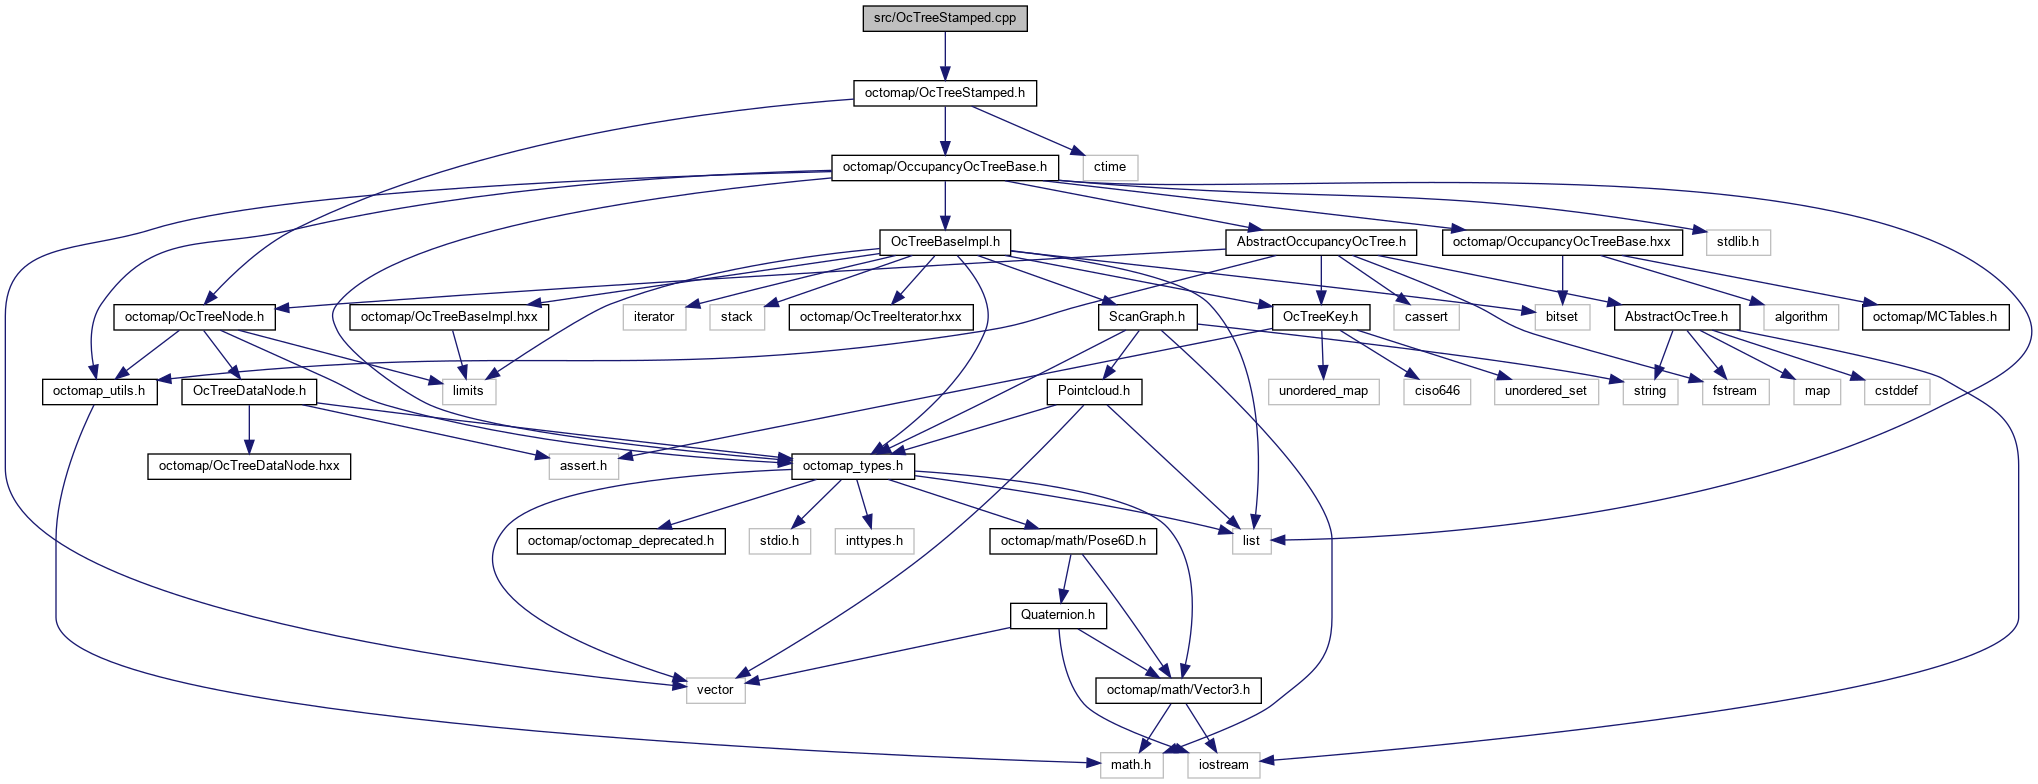 src/OcTreeStamped.cpp
octomap/OcTreeStamped.h
octomap/OccupancyOcTreeBase.h
ctime
OcTreeBaseImpl.h
AbstractOccupancyOcTree.h
octomap/OccupancyOcTreeBase.hxx
stdlib.h
octomap/OcTreeNode.h
octomap/OcTreeBaseImpl.hxx
iterator
stack
octomap/OcTreeIterator.hxx
ScanGraph.h
OcTreeKey.h
cassert
bitset
AbstractOcTree.h
algorithm
octomap/MCTables.h
octomap_utils.h
OcTreeDataNode.h
limits
Pointcloud.h
unordered_map
ciso646
unordered_set
string
fstream
map
cstddef
octomap/OcTreeDataNode.hxx
assert.h
octomap_types.h
octomap/octomap_deprecated.h
stdio.h
inttypes.h
octomap/math/Pose6D.h
list
Quaternion.h
vector
octomap/math/Vector3.h
math.h
iostream